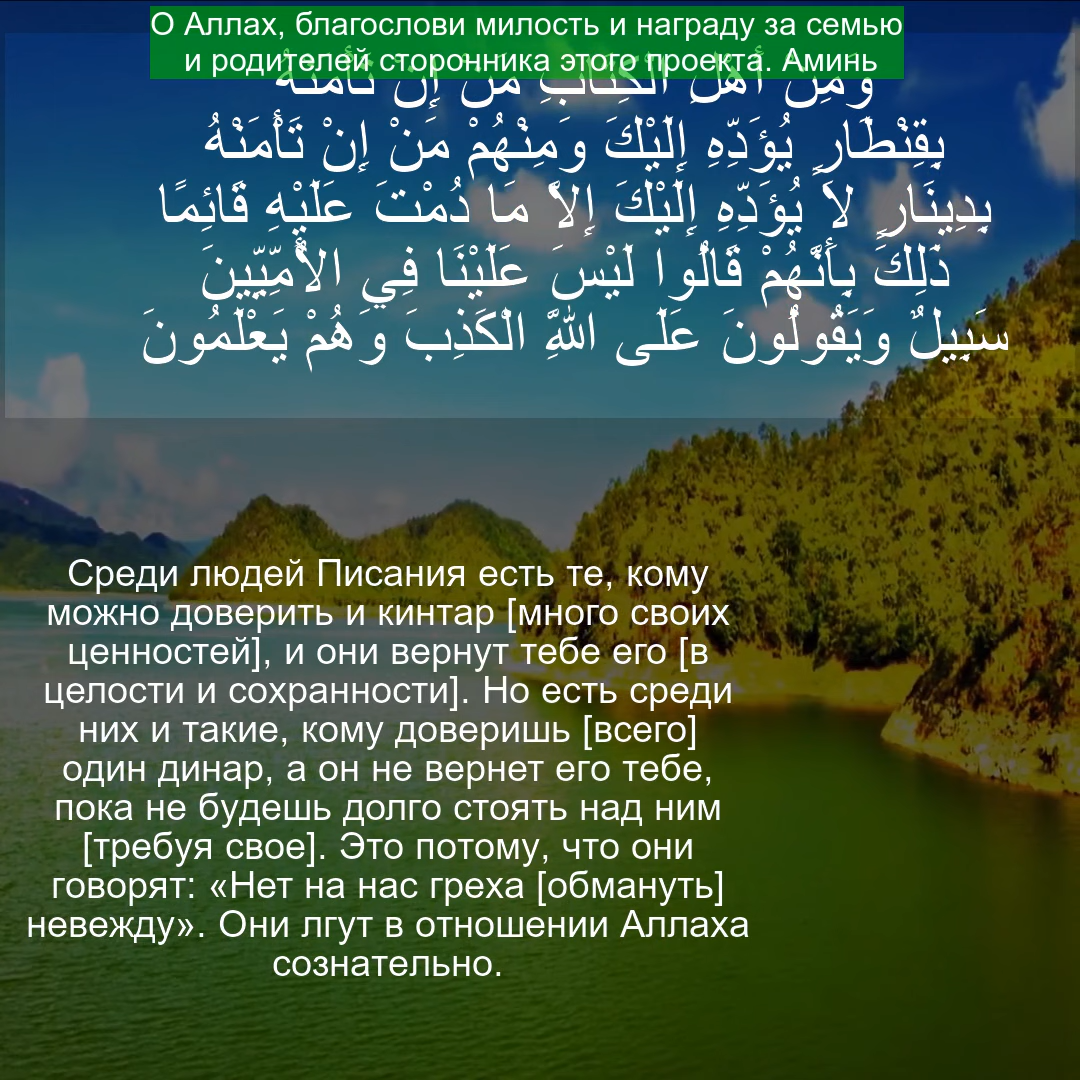 О Аллах, благослови милость и награду за семью
и родителей сторонника этого проекта. Аминь
وَمِنْ أَهْلِ الْكِتَابِ مَنْ إِنْ تَأْمَنْهُ
بِقِنْطَارٍ يُؤَدِّهِ إِلَيْكَ وَمِنْهُمْ مَنْ إِنْ تَأْمَنْهُ
بِدِينَارٍ لاَ يُؤَدِّهِ إِلَيْكَ إِلاَّ مَا دُمْتَ عَلَيْهِ قَائِمًا
ذَلِكَ بِأَنَّهُمْ قَالُوا لَيْسَ عَلَيْنَا فِي الأُمِّيِّينَ
سَبِيلٌ وَيَقُولُونَ عَلَى اللَّهِ الْكَذِبَ وَهُمْ يَعْلَمُونَ
Среди людей Писания есть те, кому
можно доверить и кинтар [много своих
ценностей], и они вернут тебе его [в
целости и сохранности]. Но есть среди
них и такие, кому доверишь [всего]
один динар, а он не вернет его тебе,
пока не будешь долго стоять над ним
[требуя свое]. Это потому, что они
говорят: «Нет на нас греха [обмануть]
невежду». Они лгут в отношении Аллаха
сознательно.